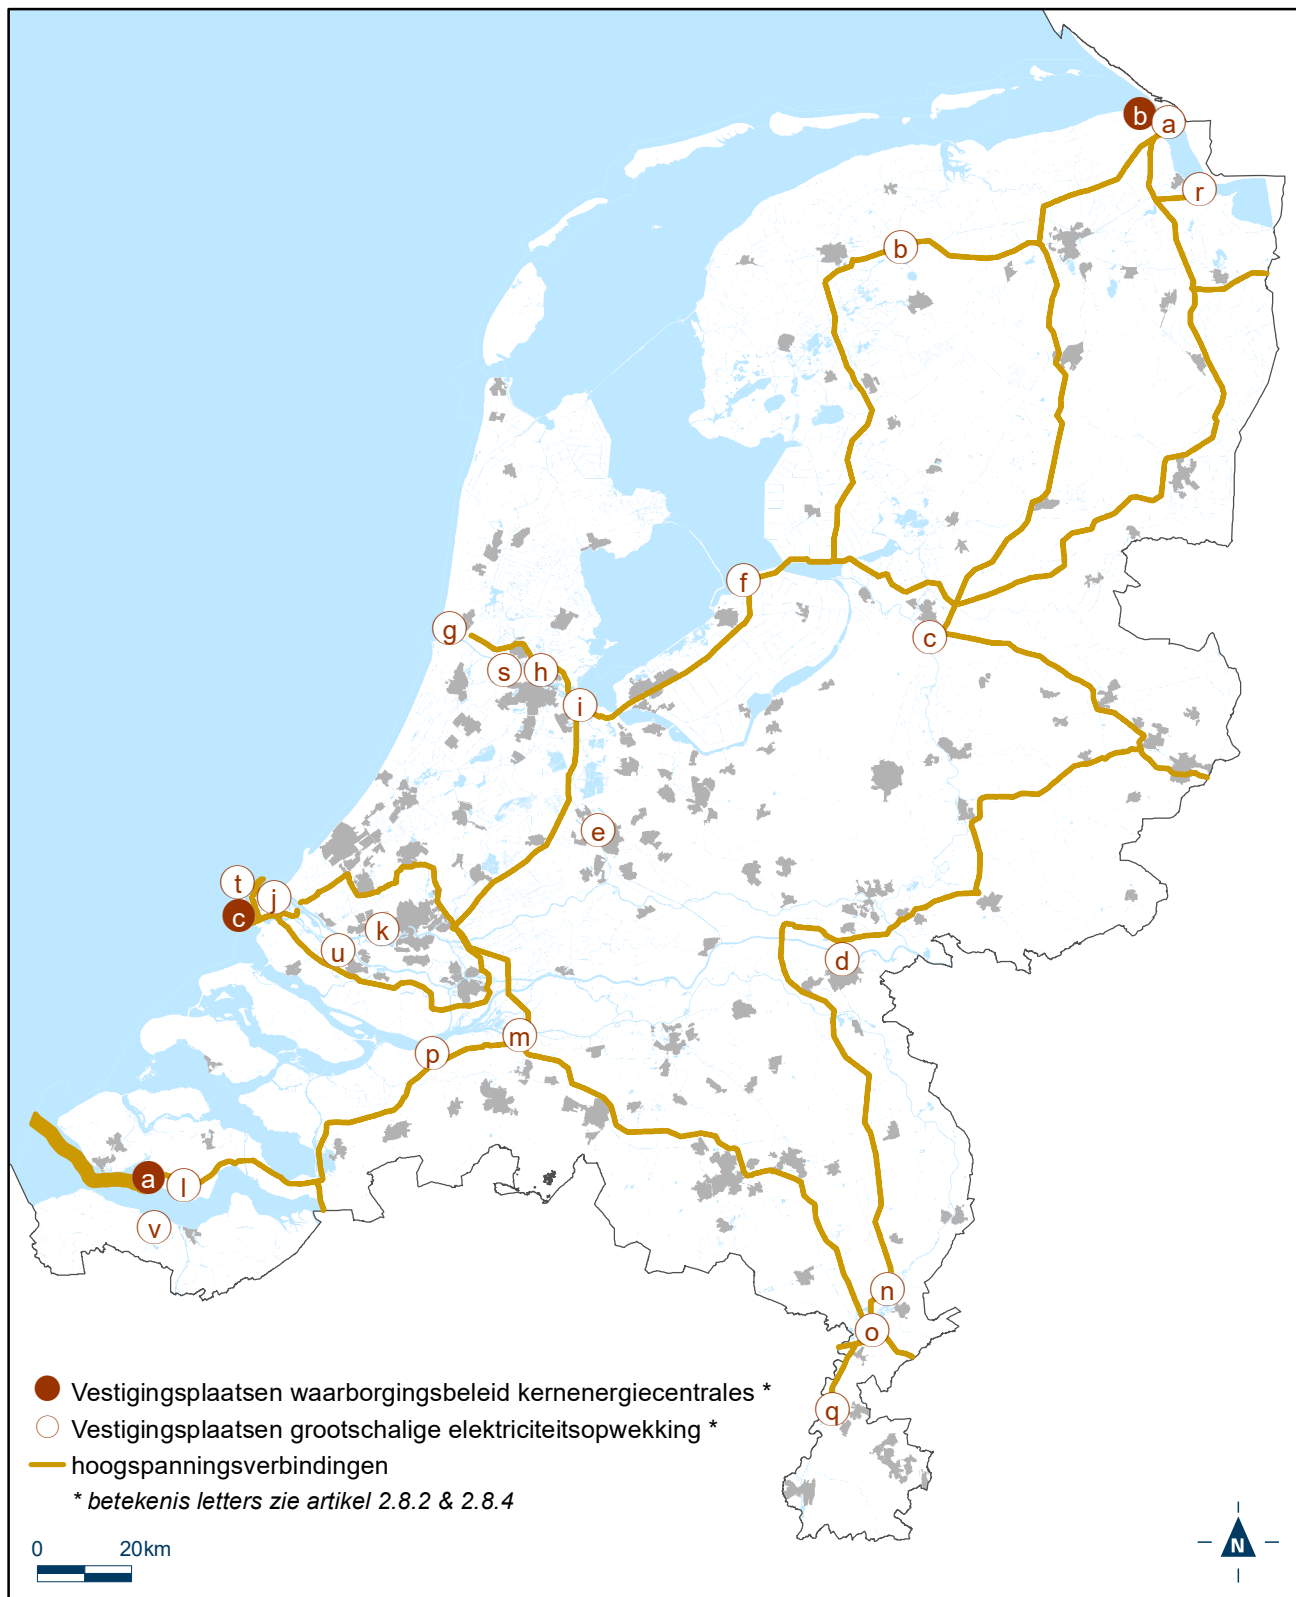 b
a
r
b
f
g
c
s
h
i
e
t
j
c
k
u
d
m
p
a
l
v
n
o
q
Vestigingsplaatsen waarborgingsbeleid kernenergiecentrales *
Vestigingsplaatsen grootschalige elektriciteitsopwekking *
hoogspanningsverbindingen
* betekenis letters zie artikel 2.8.2 & 2.8.4
0 20km
N